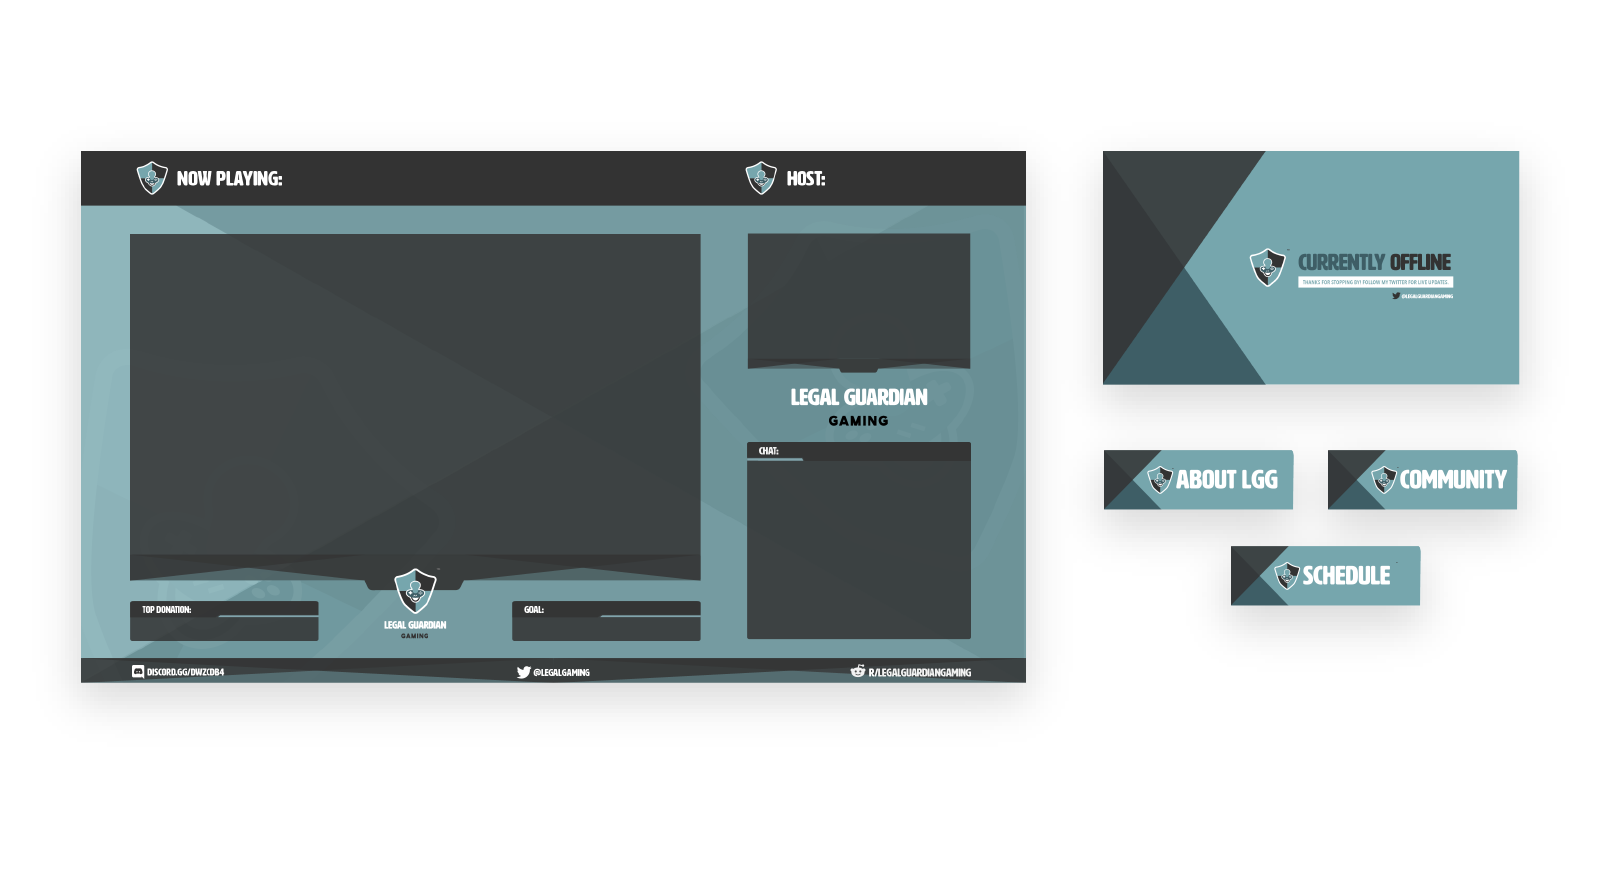 NOW PLAYING:
HOST:
LEGAL GUARDIAN
GAMING
CHAT:
TOP DONATION:
GOAL:
LEGAL GUARDIAN
GAMING
DISCORD.GG/DWZCDB4
@LEGALGAMING
R/LEGALGUARDIANGAMING
CURRENTLY OFFLINE
THANKS FOR STOPPING BY! FOLLOW MY TWITTER FOR LIVE UPDATES.
@LEGALGUARDIANGAMING
ABOUT LGG
COMMUNITY
SCHEDULE